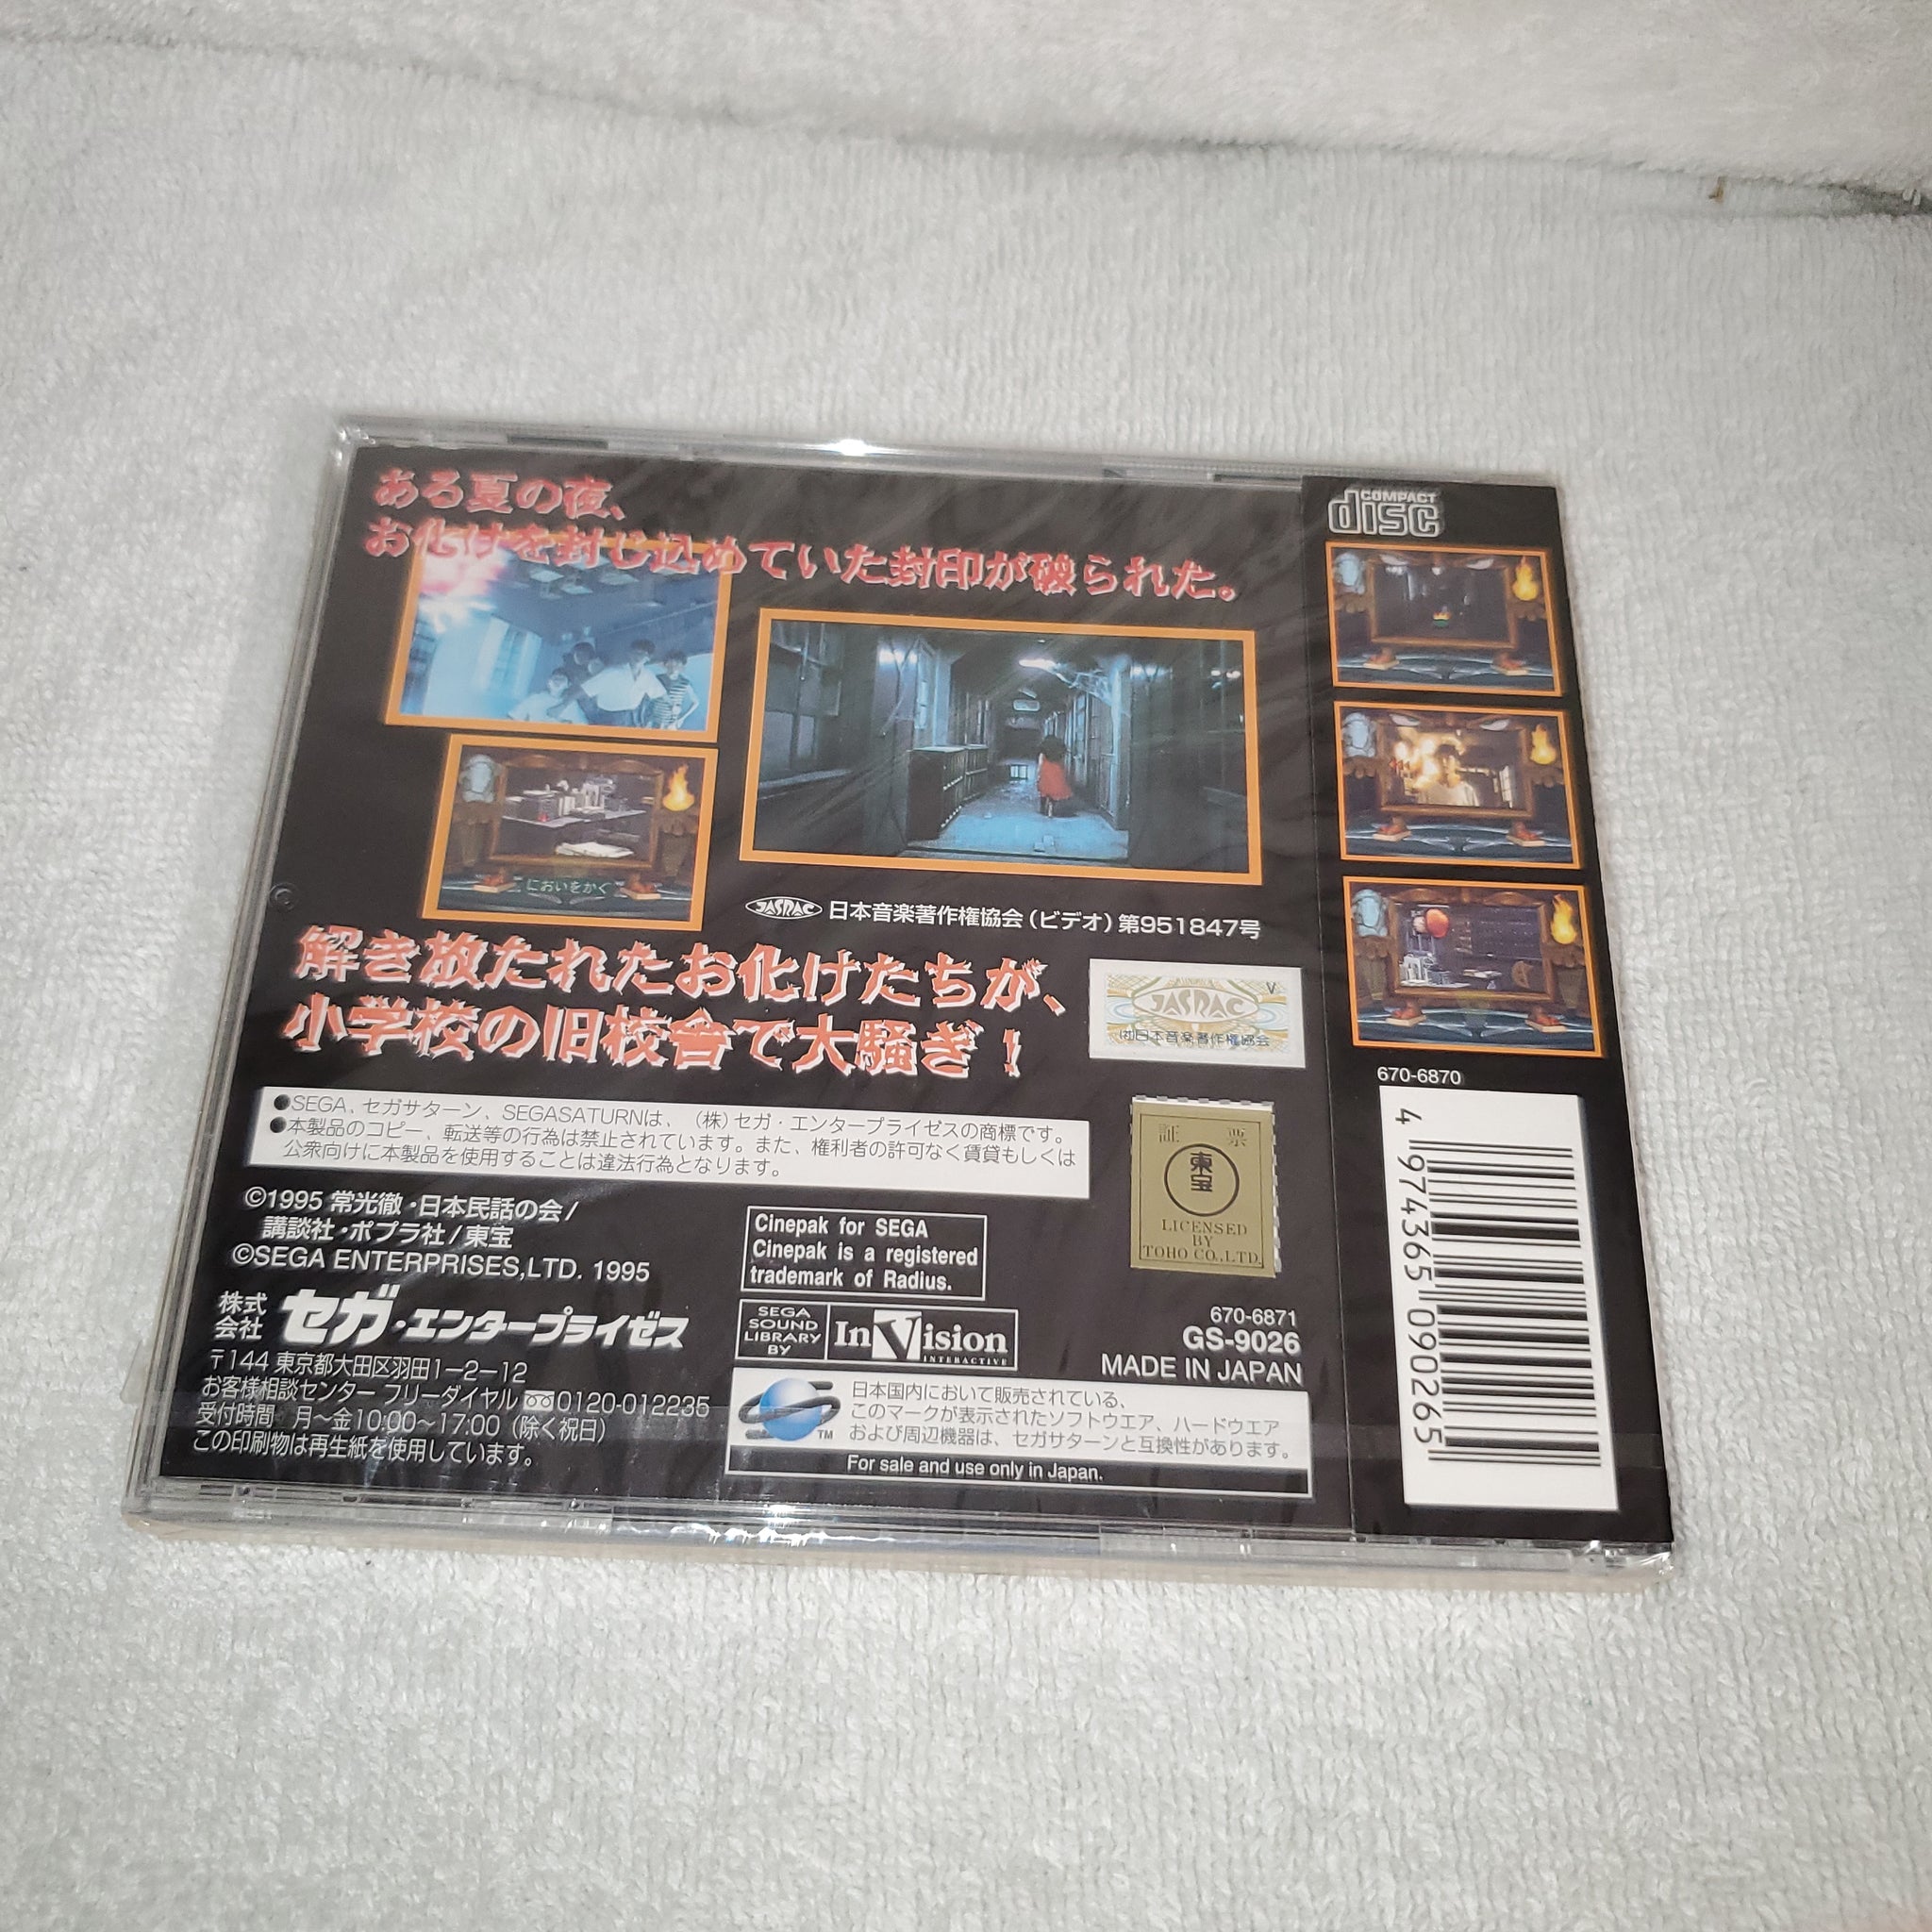 ある夏の夜、
お化けを封じ込めていた封印が破られた。
においをかぐ
JASRAC 日本音楽著作権協会(ビデオ)第951847号
解き放たれたお化けたちが、
小学校の旧校舎で大騒ぎ!
V
JASRAC
(社)日本音楽著作権協会
●SEGA、セガサターン、SEGASATURNは、(株)セガ・エンタープライゼスの商標です。
●本製品のコピー、転送等の行為は禁止されています。また、権利者の許可なく賃貸もしくは
公衆向けに本製品を使用することは違法行為となります。
©1995 常光徹・日本民話の会/
講談社・ポプラ社/東宝
©SEGA ENTERPRISES,LTD. 1995
株式会社 セガ・エンタープライゼス
〒144 東京都大田区羽田1-2-12
お客様相談センター フリーダイヤル 0120-012235
受付時間 月~金10:00~17:00(除く祝日)
この印刷物は再生紙を使用しています。
Cinepak for SEGA
Cinepak is a registered
trademark of Radius.
SEGA
SOUND
LIBRARY
BY
InVision
INTERACTIVE
証 票
東宝
LICENSED
BY
TOHO CO.,LTD.
670-6871
GS-9026
MADE IN JAPAN
TM
日本国内において販売されている、
このマークが表示されたソフトウエア、ハードウエア
および周辺機器は、セガサターンと互換性があります。
For sale and use only in Japan.
COMPACT
disc
670-6870
4 974365 090265